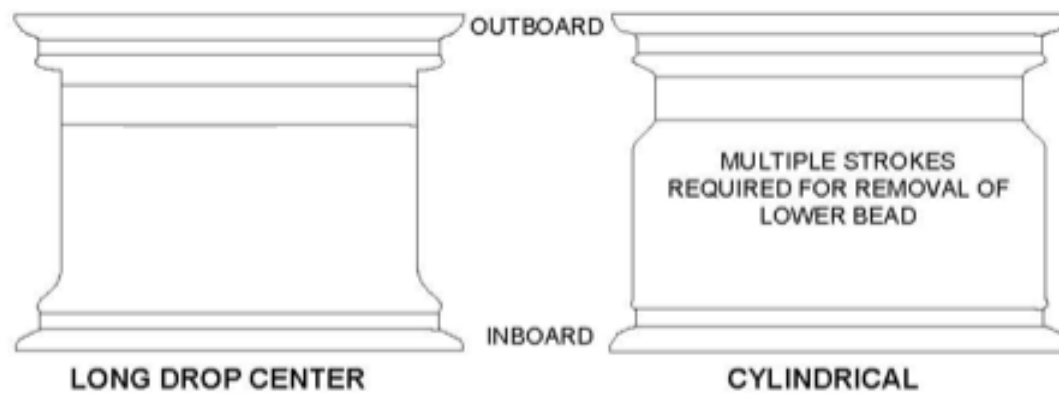 OUTBOARD
MULTIPLE STROKES
REQUIRED FOR REMOVAL OF
LOWER BEAD
INBOARD
LONG DROP CENTER
CYLINDRICAL